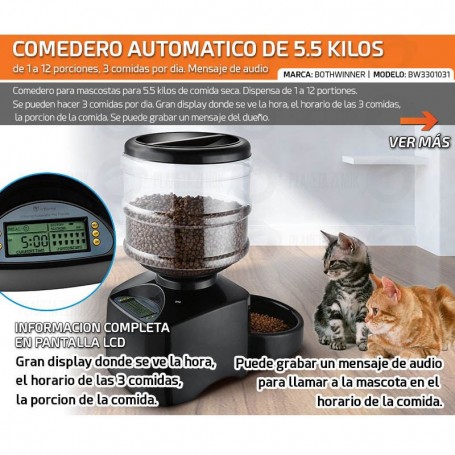 COMEDERO AUTOMATICO DE 5.5 KILOS
de 1 a 12 porciones, 3 comidas por dia. Mensaje de audio
MARCA: BOTHWINNER | MODELO: BW3301031
Comedero para mascostas para 5.5 kilos de comida seca. Dispensa de 1 a 12 portiones.
Se pueden hacer 3 comidas por dia. Gran display donde se ve la hora, el horario de las 3 comidas,
la porcion de la comida. Se puede grabar un mensaje del dueño.
VER MÁS
5:00
INFORMACION COMPLETA
EN PANTALLA LCD
Gran display donde se ve la hora,
el horario de las 3 comidas,
la porcion de la comida.
Puede grabar un mensaje de audio
para llamar a la mascota en el
horario de la comida.